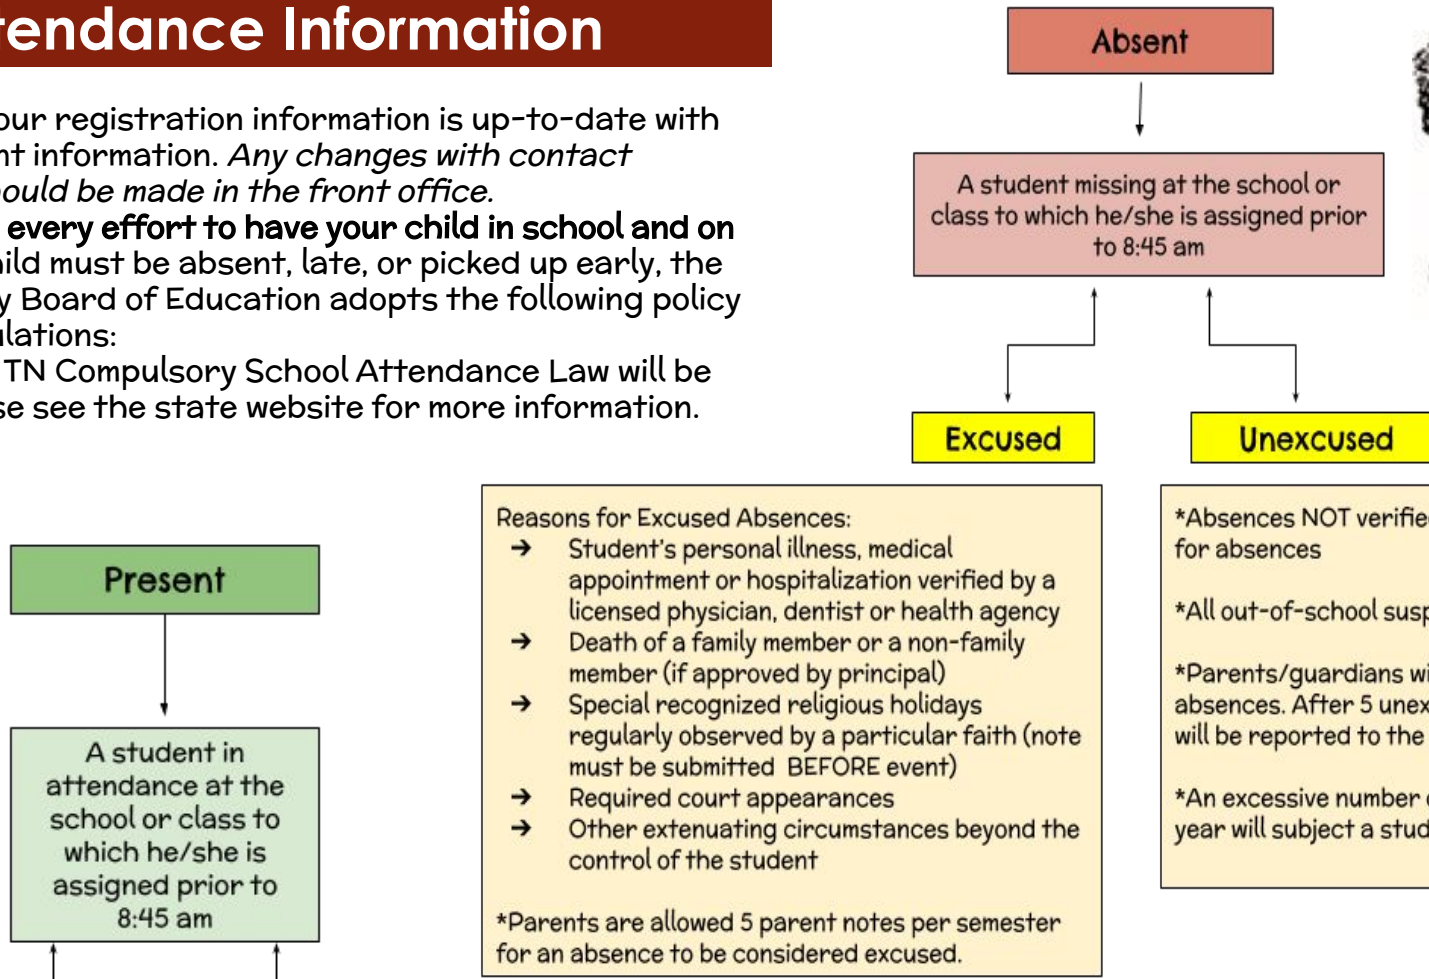 tendance Information
our registration information is up-to-date with
nt information. Any changes with contact
ould be made in the front office.
every effort to have your child in school and on
ild must be absent, late, or picked up early, the
y Board of Education adopts the following policy
ulations:
TN Compulsory School Attendance Law will be
se see the state website for more information.
Absent
A student missing at the school or
class to which he/she is assigned prior
to 8:45 am
Excused
Unexcused
Reasons for Excused Absences:
➔ Student's personal illness, medical
appointment or hospitalization verified by a
licensed physician, dentist or health agency
➔ Death of a family member or a non-family
member (if approved by principal)
➔ Special recognized religious holidays
regularly observed by a particular faith (note
must be submitted BEFORE event)
➔ Required court appearances
➔ Other extenuating circumstances beyond the
control of the student
*Parents are allowed 5 parent notes per semester
for an absence to be considered excused.
*Absences NOT verifie
for absences
*All out-of-school susp
*Parents/guardians wi
absences. After 5 unex
will be reported to the
*An excessive number
year will subject a stud
Present
A student in
attendance at the
school or class to
which he/she is
assigned prior to
8:45 am